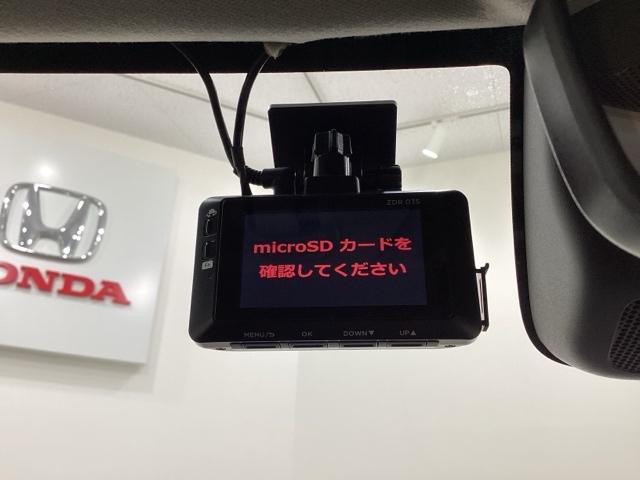 ZDR 035
microSD カードを
確認してください
MENU/⮌ OK DOWN▼ UP▲
ONDA